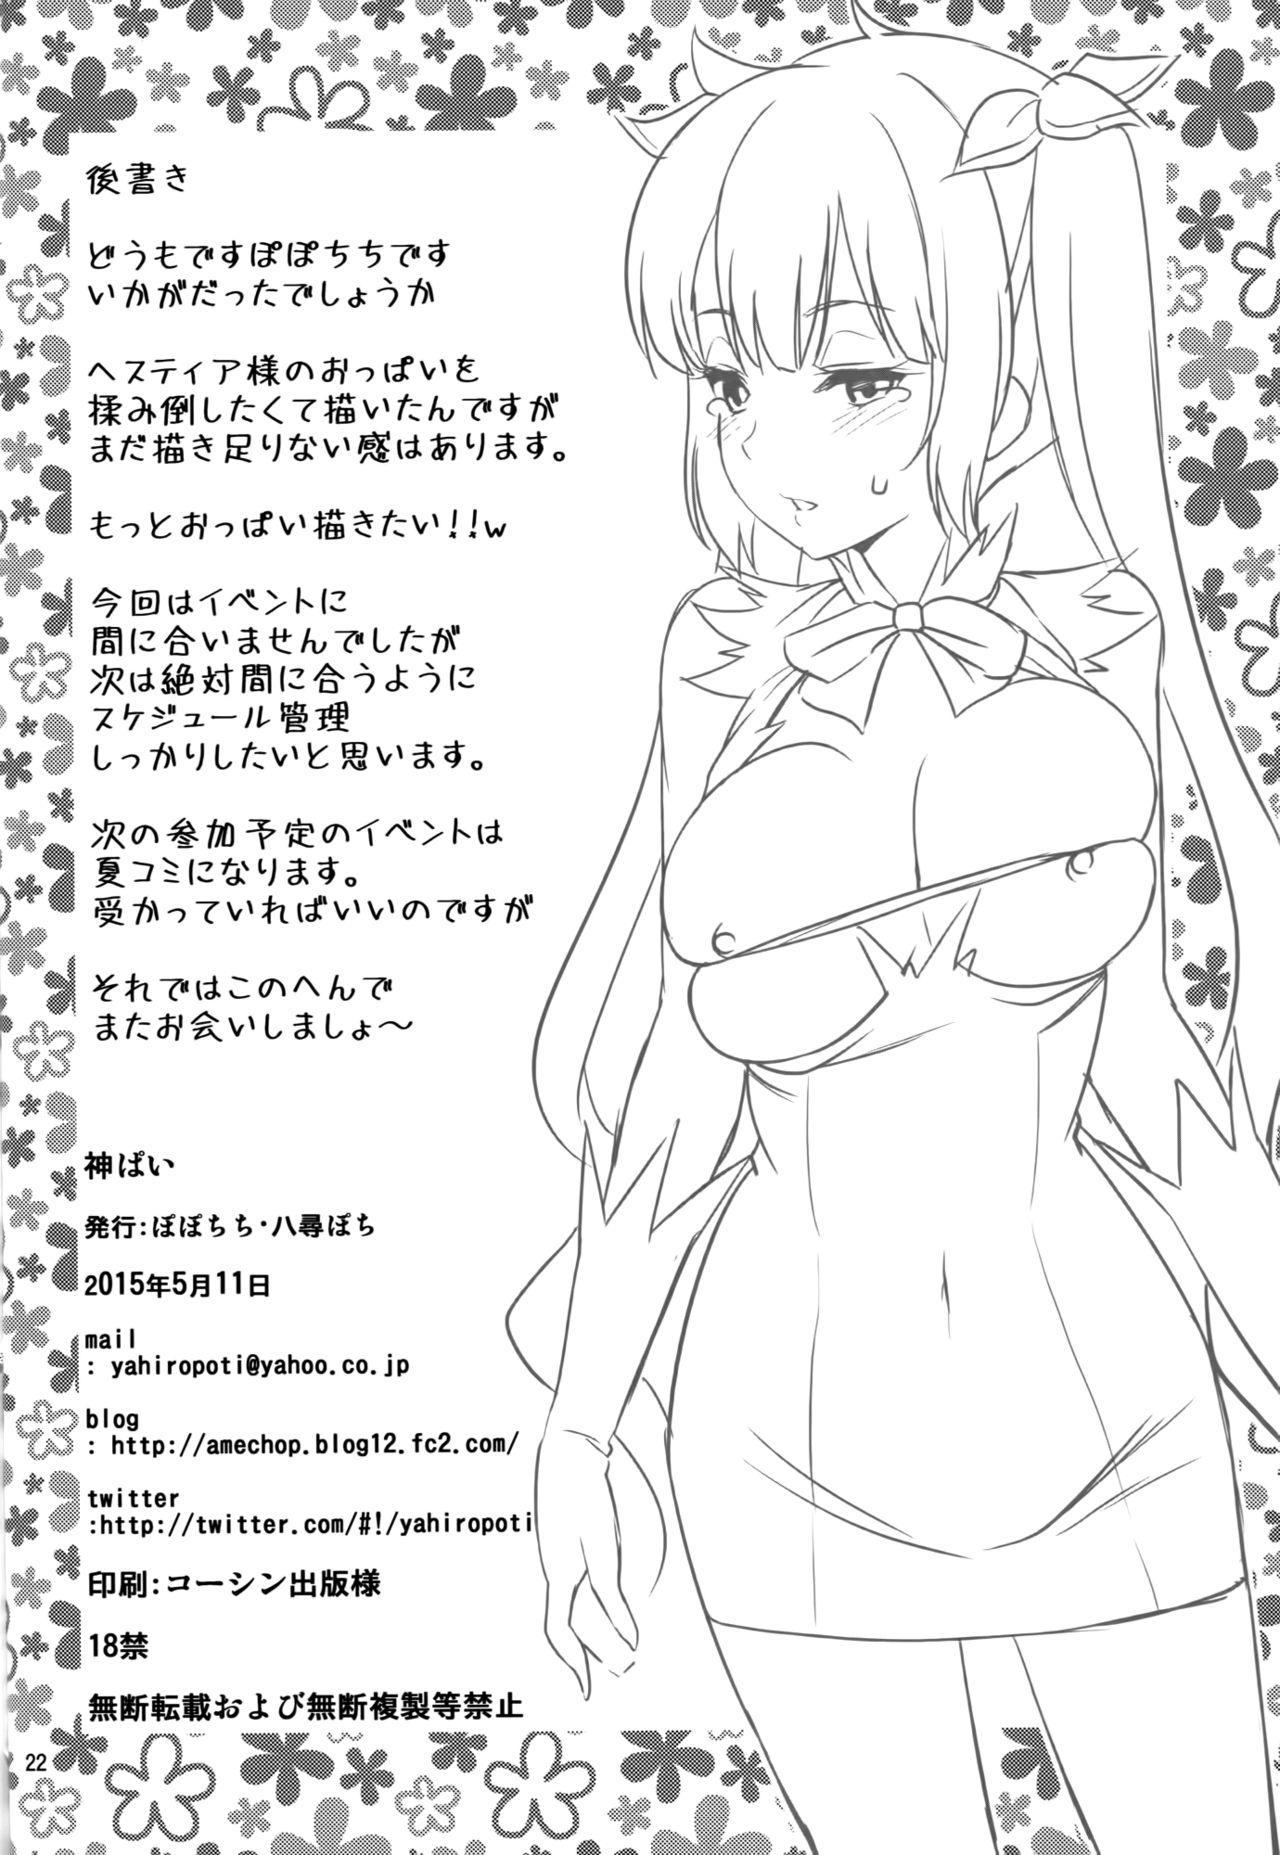 後書き
どうもですぽぽちちです
いかがだったでしょうか
ヘスティア様のおっぱいを
揉み倒したくて描いたんですが
まだ描き足りない感はあります。
もっとおっぱい描きたい!!w
今回はイベントに
間に合いませんでしたが
次は絶対間に合うように
スケジュール管理
しっかりしたいと思います。
次の参加予定のイベントは
夏コミになります。
受かっていればいいのですが
それではこのへんで
またお会いしましょ～
神ぱい
発行:ぽぽちち・八尋ぽち
2015年5月11日
mail
: yahiropoti@yahoo.co.jp
blog
: http://amechop.blog12.fc2.com/
twitter
:http://twitter.com/#!/yahiropoti
印刷:コーシン出版様
18禁
無断転載および無断複製等禁止
22